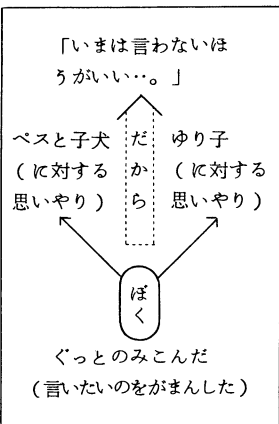 「いまは言わないほ
うがいい・・。」
ペスと子犬
(に対する
思いやり)
だから
ゆり子
(に対する
思いやり)
ぼく
ぐっとのみこんだ
(言いたいのをがまんした)